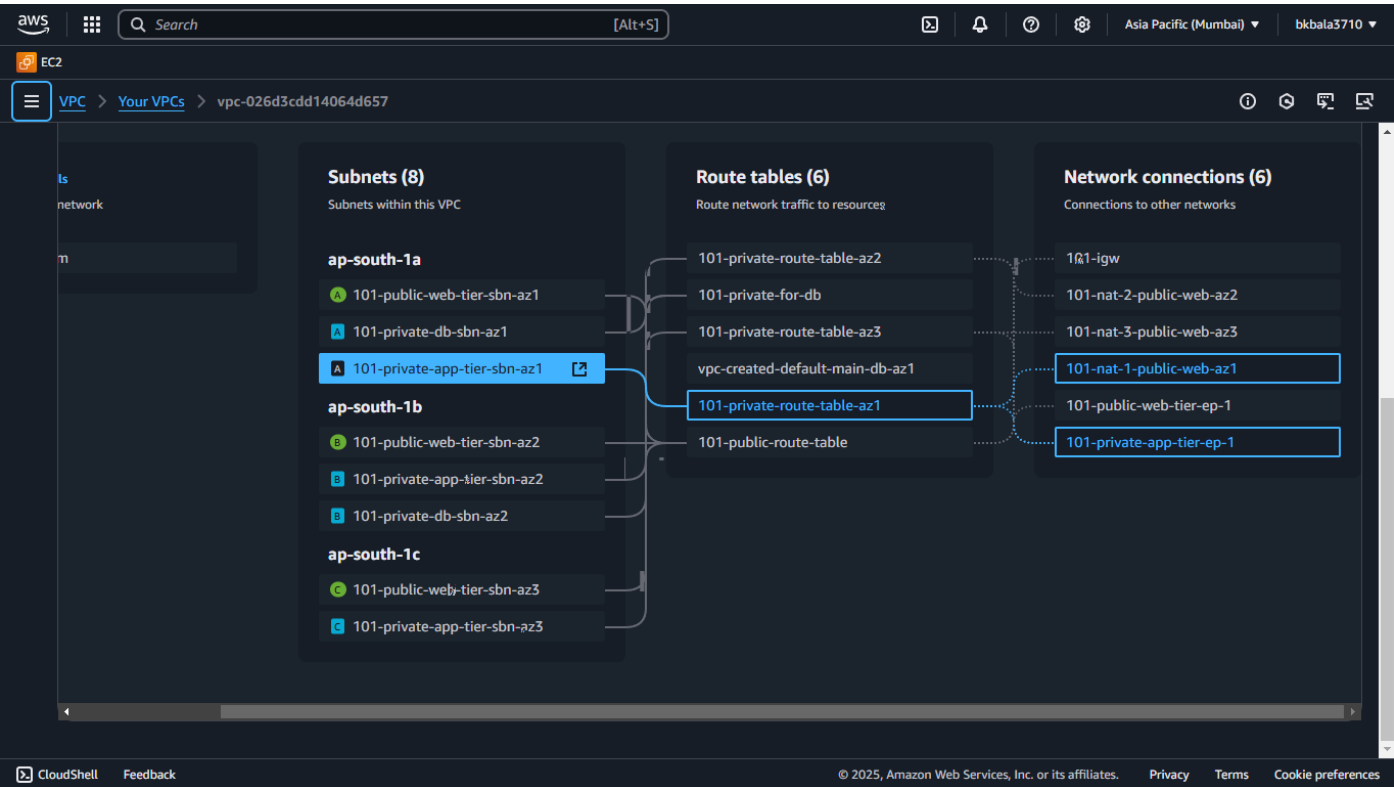 aws Search [Alt+S] Asia Pacific (Mumbai) ▼ bkbala3710 ▼
EC2
VPC > Your VPCs > vpc-026d3cdd14064d657
ls
network
m
Subnets (8)
Subnets within this VPC
ap-south-1a
A 101-public-web-tier-sbn-az1
A 101-private-db-sbn-az1
A 101-private-app-tier-sbn-az1
ap-south-1b
B 101-public-web-tier-sbn-az2
B 101-private-app-tier-sbn-az2
B 101-private-db-sbn-az2
ap-south-1c
C 101-public-web-tier-sbn-az3
C 101-private-app-tier-sbn-az3
Route tables (6)
Route network traffic to resources
101-private-route-table-az2
101-private-for-db
101-private-route-table-az3
vpc-created-default-main-db-az1
101-private-route-table-az1
101-public-route-table
Network connections (6)
Connections to other networks
101-igw
101-nat-2-public-web-az2
101-nat-3-public-web-az3
101-nat-1-public-web-az1
101-public-web-tier-ep-1
101-private-app-tier-ep-1
CloudShell Feedback © 2025, Amazon Web Services, Inc. or its affiliates. Privacy Terms Cookie preferences